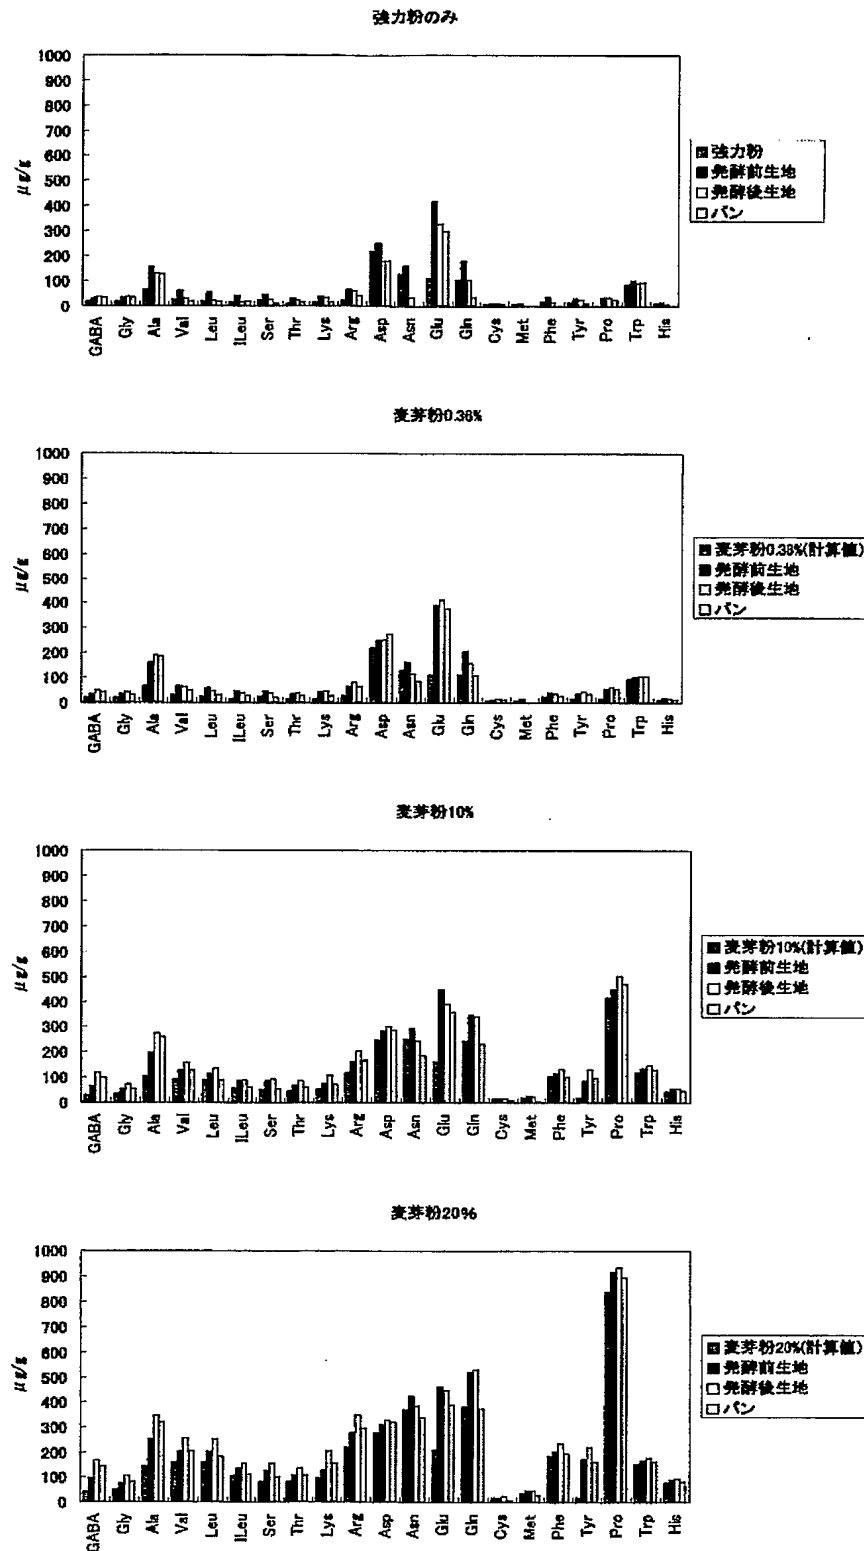 強力粉のみ
1000
900
800
700
600
500
400
300
200
100
0
μg/g
GABA
Gly
Ala
Val
Leu
ILeu
Ser
Thr
Lys
Arg
Asp
Asn
Glu
Gln
Cys
Met
Phe
Tyr
Pro
Trp
His
強力粉
発酵前生地
発酵後生地
パン
麦芽粉0.36%
1000
900
800
700
600
500
400
300
200
100
0
μg/g
GABA
Gly
Ala
Val
Leu
ILeu
Ser
Thr
Lys
Arg
Asp
Asn
Glu
Gln
Cys
Met
Phe
Tyr
Pro
Trp
His
麦芽粉0.36%(計算値)
発酵前生地
発酵後生地
パン
麦芽粉10%
1000
900
800
700
600
500
400
300
200
100
0
μg/g
GABA
Gly
Ala
Val
Leu
ILeu
Ser
Thr
Lys
Arg
Asp
Asn
Glu
Gln
Cys
Met
Phe
Tyr
Pro
Trp
His
麦芽粉10%(計算値)
発酵前生地
発酵後生地
パン
麦芽粉20%
1000
900
800
700
600
500
400
300
200
100
0
μg/g
GABA
Gly
Ala
Val
Leu
ILeu
Ser
Thr
Lys
Arg
Asp
Asn
Glu
Gln
Cys
Met
Phe
Tyr
Pro
Trp
His
麦芽粉20%(計算値)
発酵前生地
発酵後生地
パン